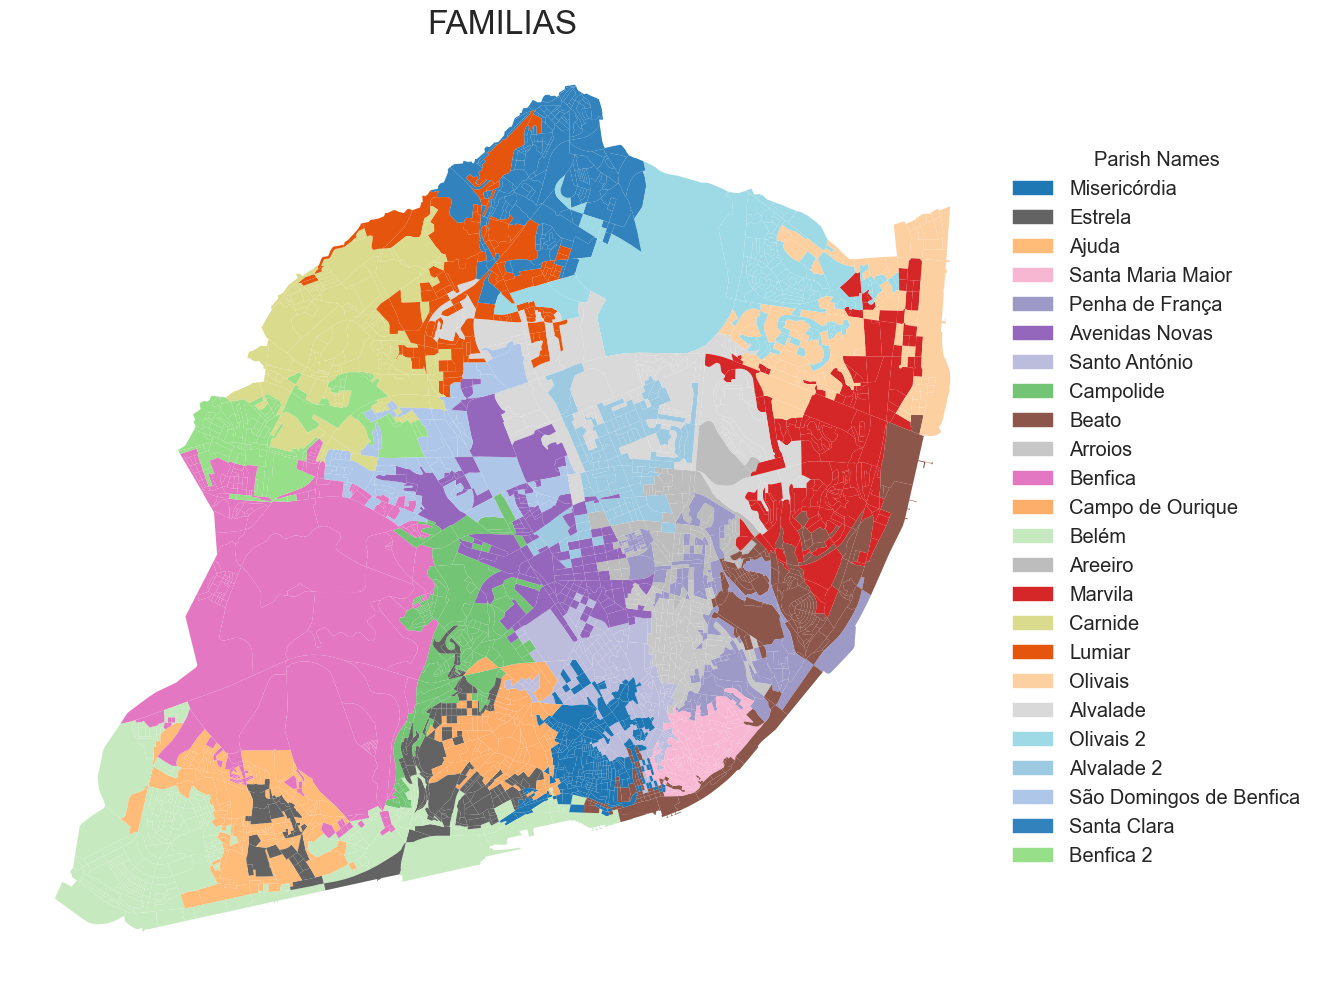 FAMILIAS
Parish Names
Misericórdia
Estrela
Ajuda
Santa Maria Maior
Penha de França
Avenidas Novas
Santo António
Campolide
Beato
Arroios
Benfica
Campo de Ourique
Belém
Areeiro
Marvila
Carnide
Lumiar
Olivais
Alvalade
Olivais 2
Alvalade 2
São Domingos de Benfica
Santa Clara
Benfica 2